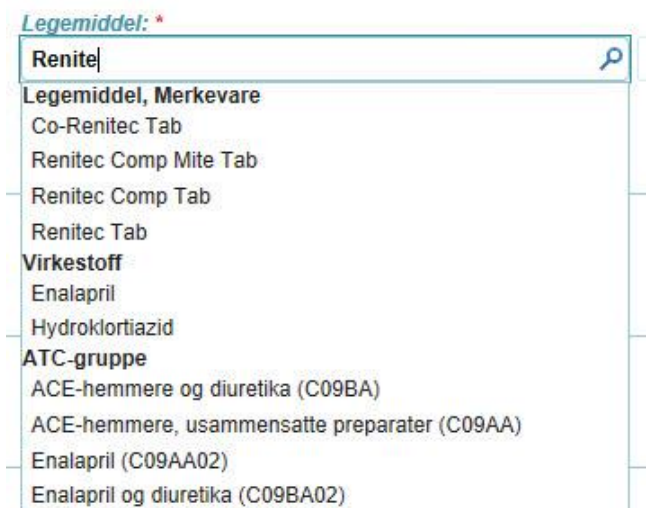 Legemiddel: *
Renite
Legemiddel, Merkevare
Co-Renitec Tab
Renitec Comp Mite Tab
Renitec Comp Tab
Renitec Tab
Virkestoff
Enalapril
Hydroklortiazid
ATC-gruppe
ACE-hemmere og diuretika (C09BA)
ACE-hemmere, usammensatte preparater (C09AA)
Enalapril (C09AA02)
Enalapril og diuretika (C09BA02)